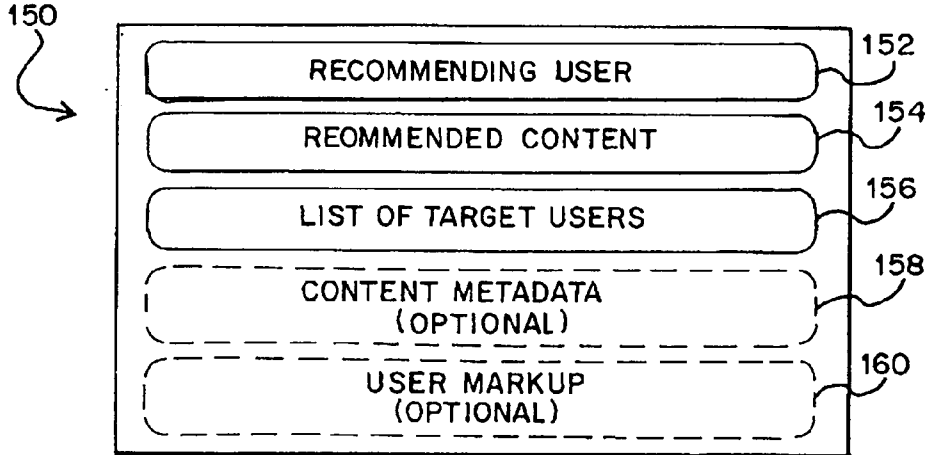 150
RECOMMENDING USER
152
REOMMENDED CONTENT
154
LIST OF TARGET USERS
156
CONTENT METADATA
(OPTIONAL)
158
USER MARKUP
(OPTIONAL)
160